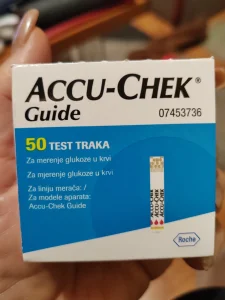 ACCU-CHEK®
Guide
07453736
50 TEST TRAKA
Za merenje glukoze u krvi
Za mjerenje glukoze u krvi
Za liniju merača: /
Za modele aparata:
Accu-Chek Guide
Roche